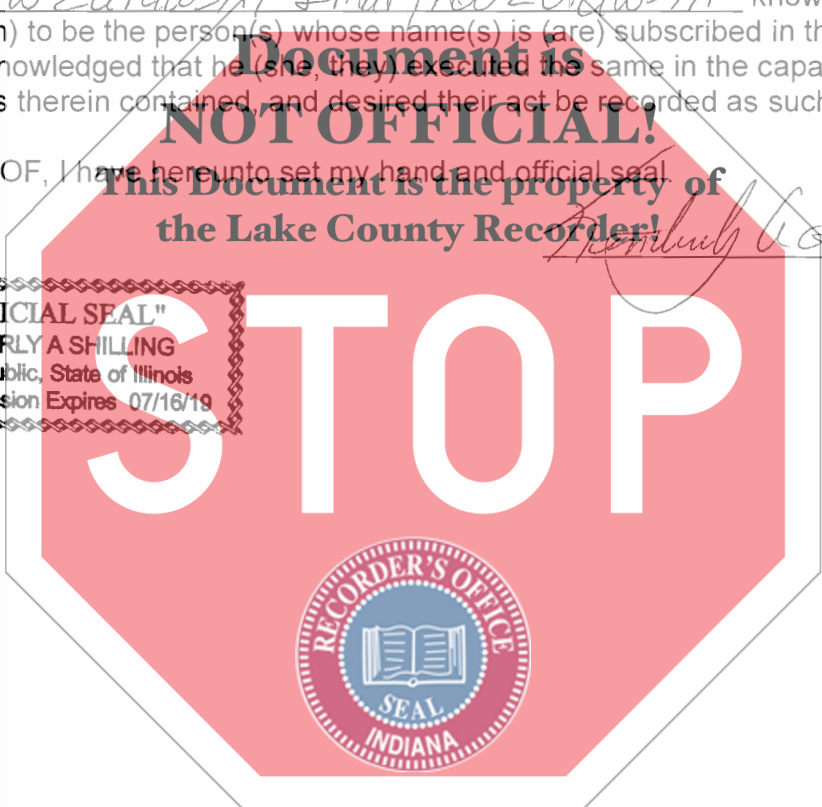 know
n) to be the person(s) whose name(s) is (are) subscribed in th
Document is
nowledged that he (she, they) executed the same in the capa
s therein contained, and desired their act be recorded as such
NOT OFFICIAL!
OF, I have hereunto set my hand and official seal
This Document is the property of
the Lake County Recorder!
ICIAL SEAL"
RLY A SHILLING
blic, State of Illinois
sion Expires 07/16/19
STOP
RECORDER'S OFFICE
SEAL
INDIANA